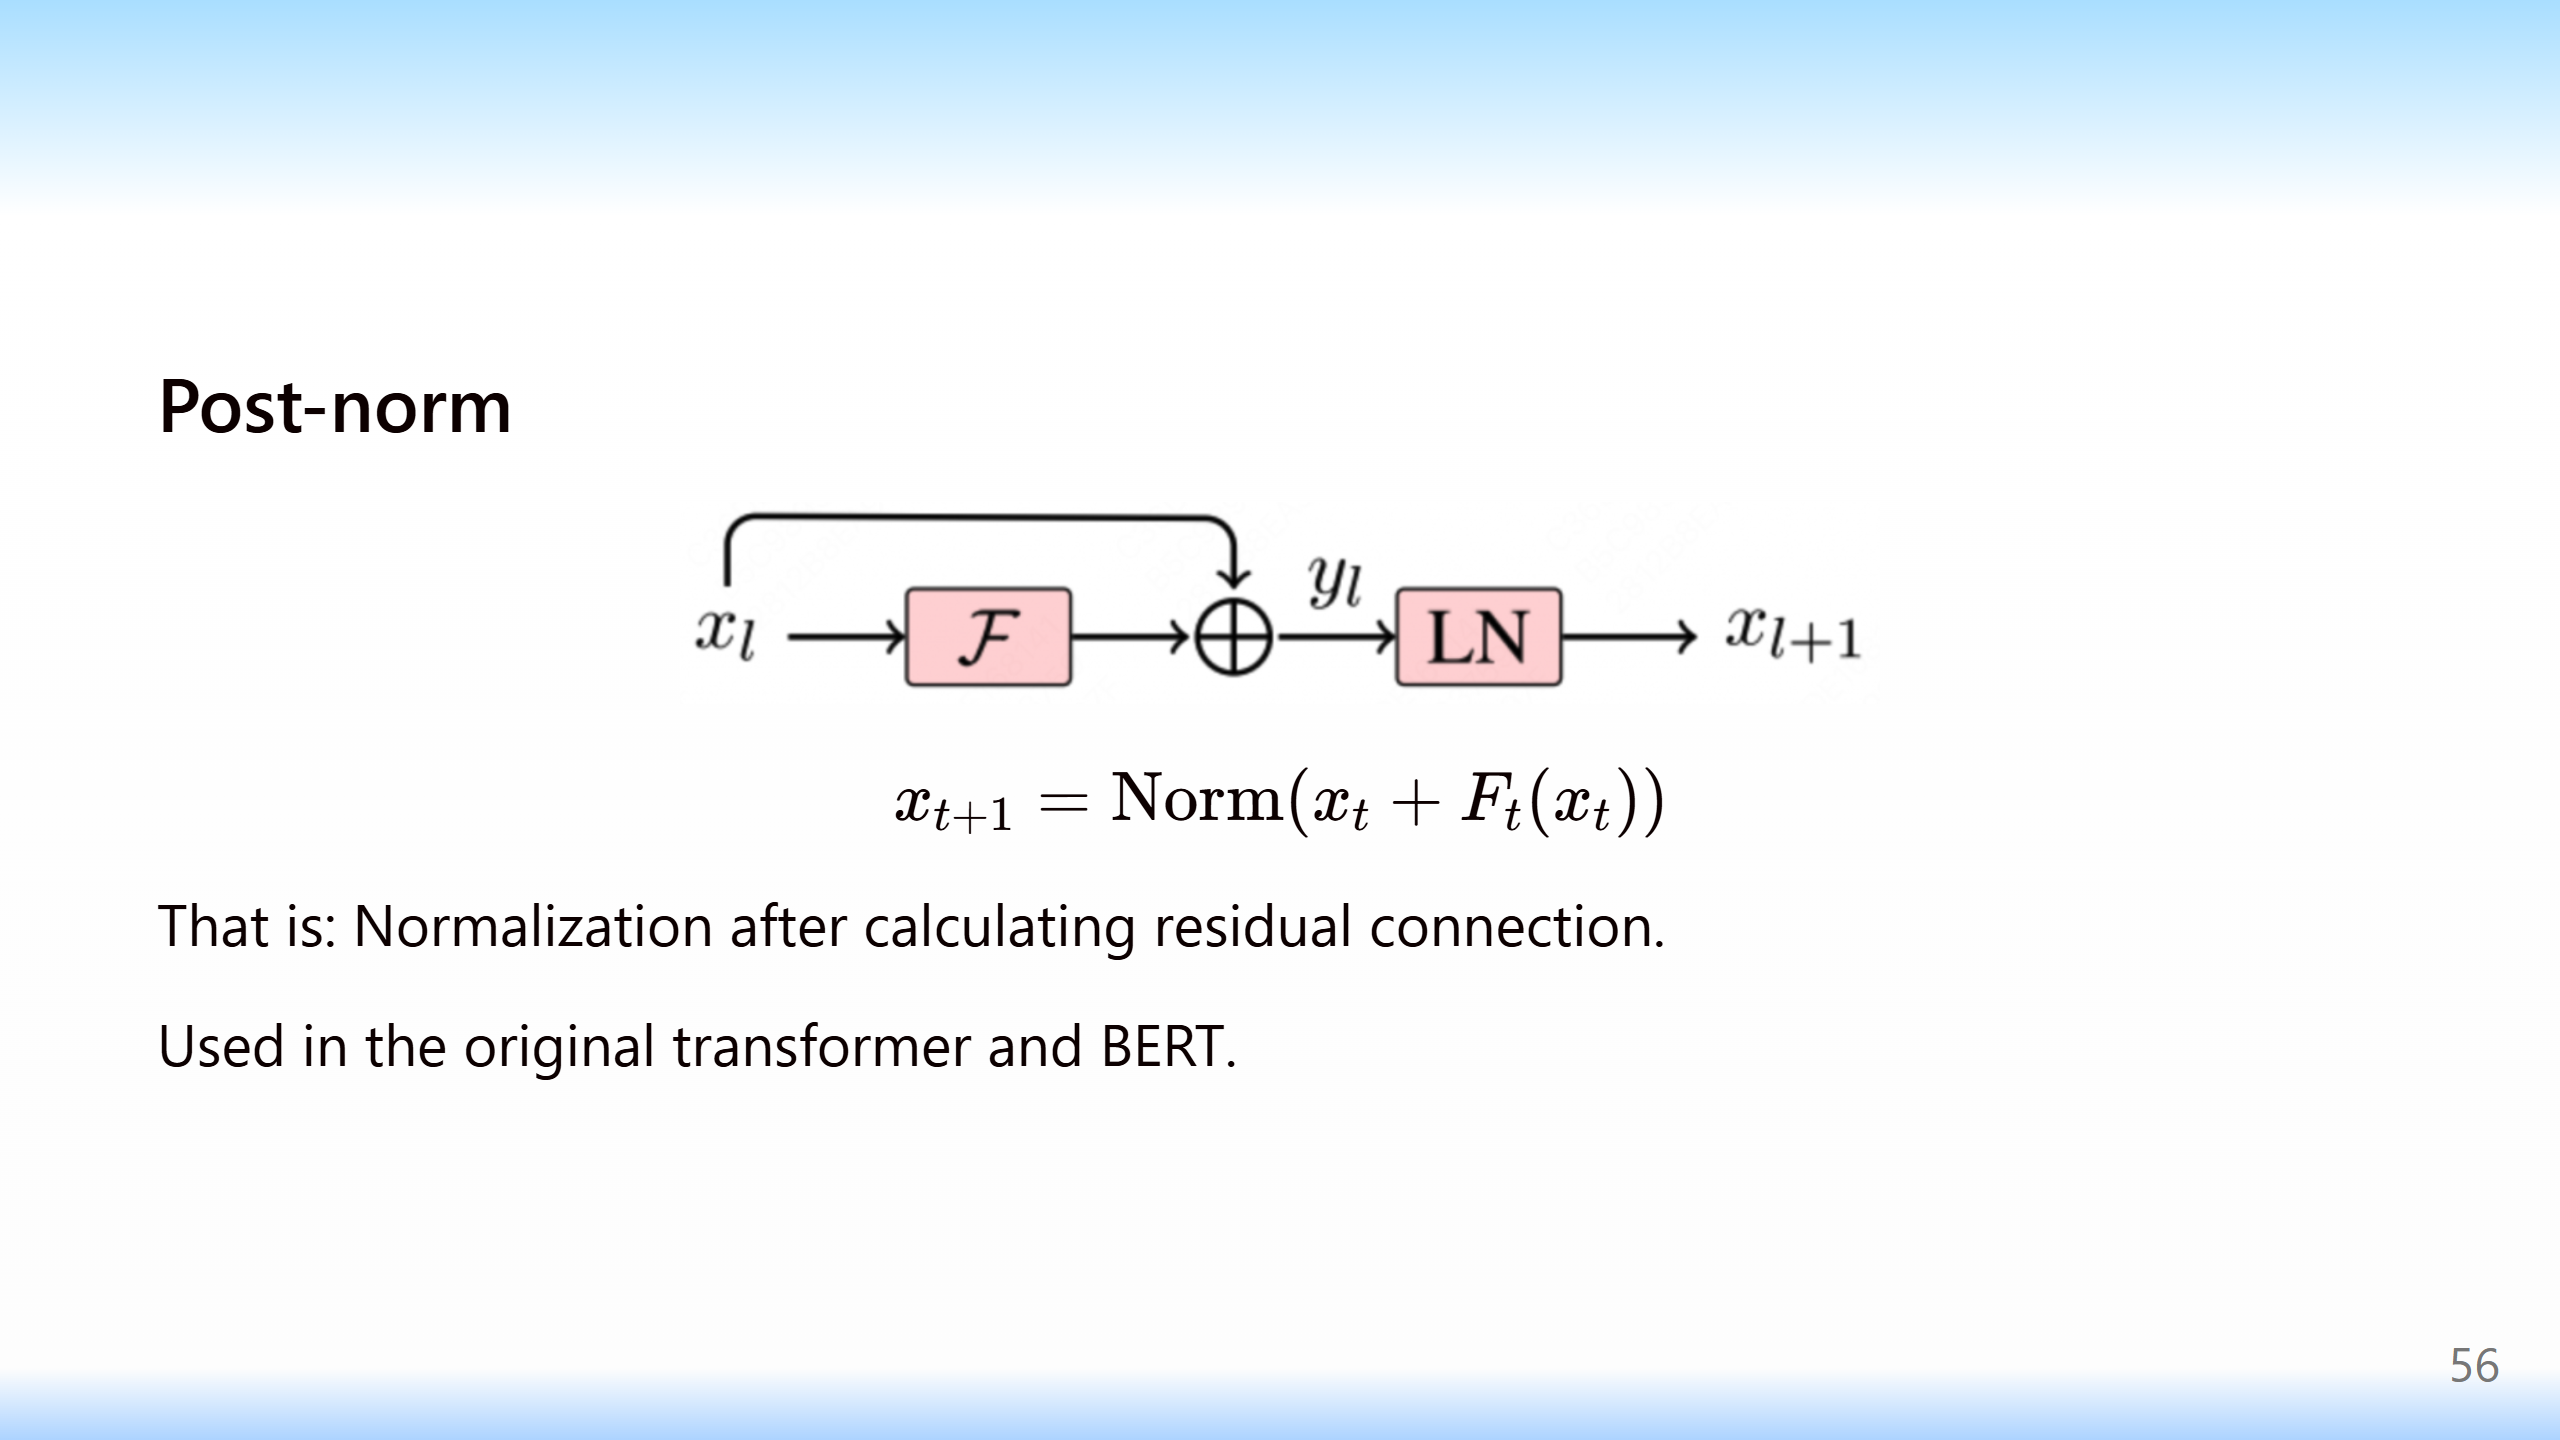 Post-norm
x_l → ℱ → ⊕ y_l → LN → x_{l+1}
x_{t+1} = Norm(x_t + F_t(x_t))
That is: Normalization after calculating residual connection.
Used in the original transformer and BERT.
56